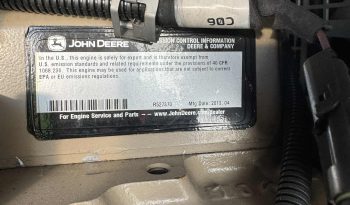 CD6
JOHN DEERE
SION CONTROL INFORMATION
DEERE & COMPANY
In the U.S., this engine is solely for export and is therefore exempt from
U.S. emission standards and related requirements under the provisions of 40 CFR
1068.230. This engine may be used for applications that are not subject to current
EPA or EU emissions regulations.
Mfg Date: 2015 04
For Engine Service and Parts
www.JohnDeere.com/dealer